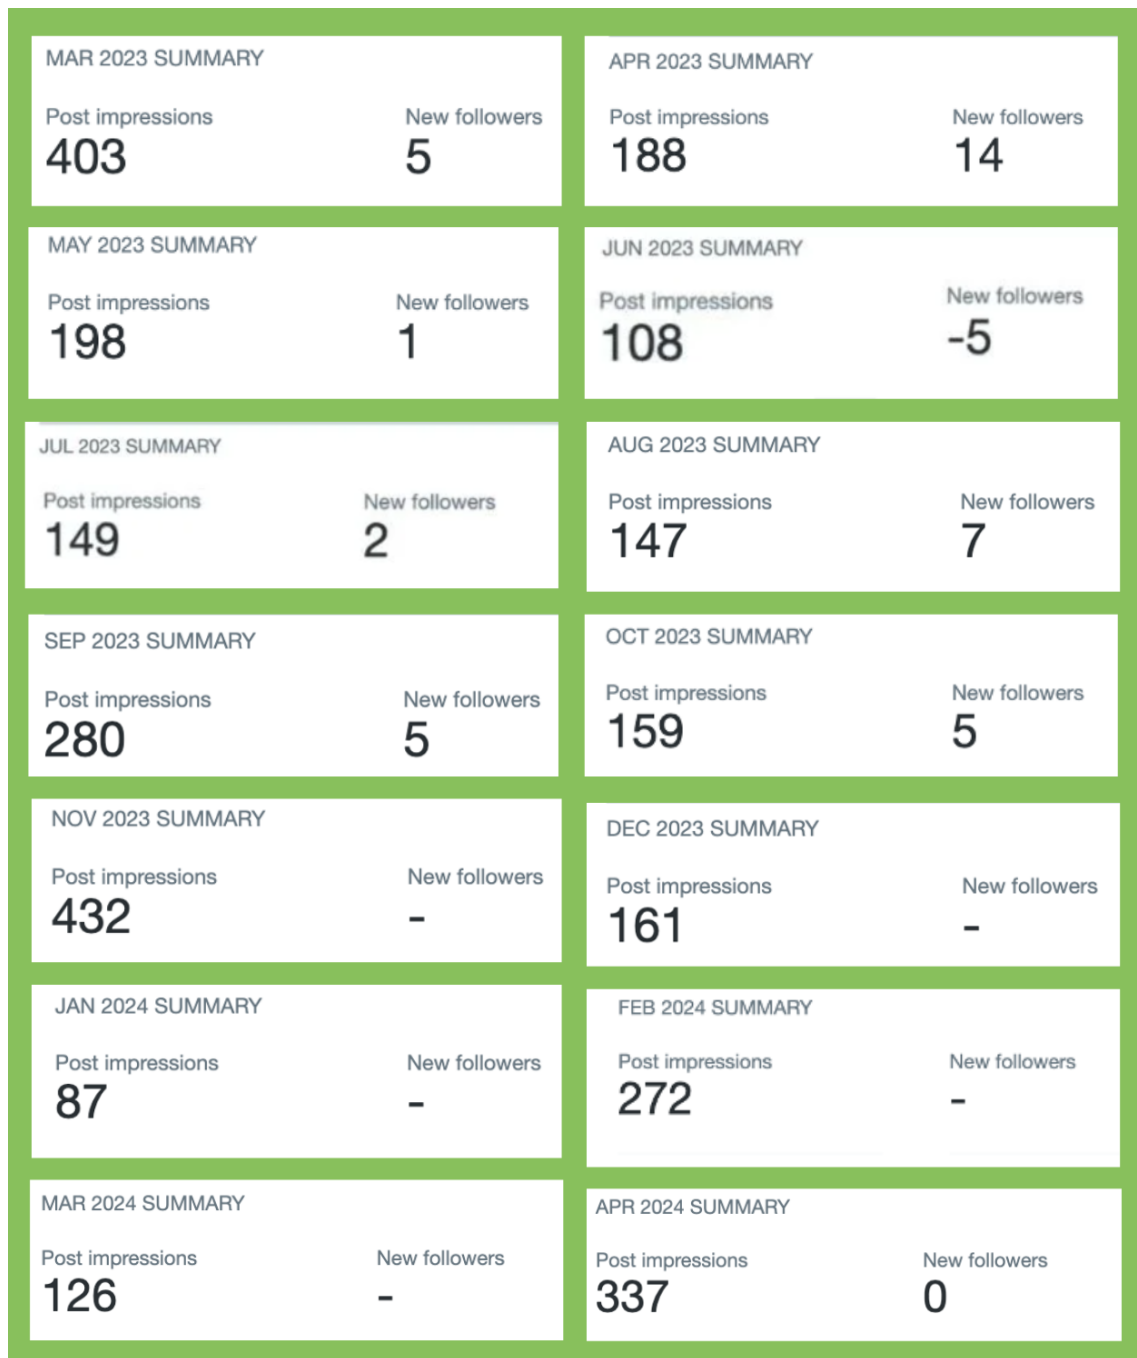 MAR 2023 SUMMARY
Post impressions New followers
403 5
APR 2023 SUMMARY
Post impressions New followers
188 14
MAY 2023 SUMMARY
Post impressions New followers
198 1
JUN 2023 SUMMARY
Post impressions New followers
108 -5
JUL 2023 SUMMARY
Post impressions New followers
149 2
AUG 2023 SUMMARY
Post impressions New followers
147 7
SEP 2023 SUMMARY
Post impressions New followers
280 5
OCT 2023 SUMMARY
Post impressions New followers
159 5
NOV 2023 SUMMARY
Post impressions New followers
432 -
DEC 2023 SUMMARY
Post impressions New followers
161 -
JAN 2024 SUMMARY
Post impressions New followers
87 -
FEB 2024 SUMMARY
Post impressions New followers
272 -
MAR 2024 SUMMARY
Post impressions New followers
126 -
APR 2024 SUMMARY
Post impressions New followers
337 0